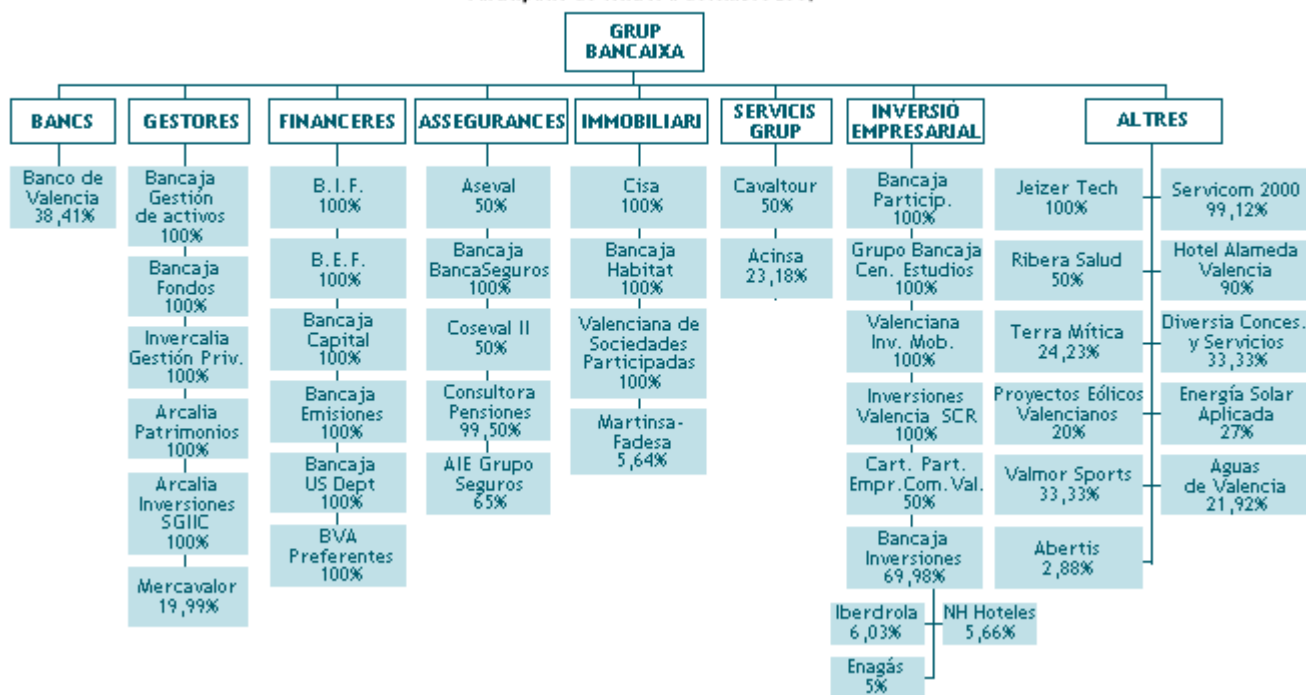 GRUP
BANCAIXA
BANCS
GESTORES
FINANCERES
ASSEGURANCES
IMMOBILIARI
SERVICIS
GRUP
INVERSIÓ
EMPRESARIAL
ALTRES
Banco de
Valencia
38,41%
Bancaja
Gestión
de activos
100%
Bancaja
Fondos
100%
Invercalia
Gestión Priv.
100%
Arcalia
Patrimonios
100%
Arcalia
Inversiones
SGIIC
100%
Mercavalor
19,99%
B.I.F.
100%
B.E.F.
100%
Bancaja
Capital
100%
Bancaja
Emisiones
100%
Bancaja
US Dept
100%
BVA
Preferentes
100%
Aseval
50%
Bancaja
BancaSeguros
100%
Coseval II
50%
Consultora
Pensiones
99,50%
AIE Grupo
Seguros
65%
Cisa
100%
Bancaja
Habitat
100%
Valenciana de
Sociedades
Participadas
100%
Martinsa-
Fadesa
5,64%
Cavaltour
50%
Acinsa
23,18%
Bancaja
Particip.
100%
Grupo Bancaja
Cen. Estudios
100%
Valenciana
Inv. Mob.
100%
Inversiones
Valencia SCR
100%
Cart. Part.
Empr.Com.Val.
50%
Bancaja
Inversiones
69,98%
Iberdrola
6,03%
NH Hoteles
5,66%
Enagás
5%
Jeizer Tech
100%
Ribera Salud
50%
Terra Mítica
24,23%
Proyectos Eólicos
Valencianos
20%
Valmor Sports
33,33%
Abertis
2,88%
Servicom 2000
99,12%
Hotel Alameda
Valencia
90%
Diversia Conces.
y Servicios
33,33%
Energía Solar
Aplicada
27%
Aguas
de Valencia
21,92%